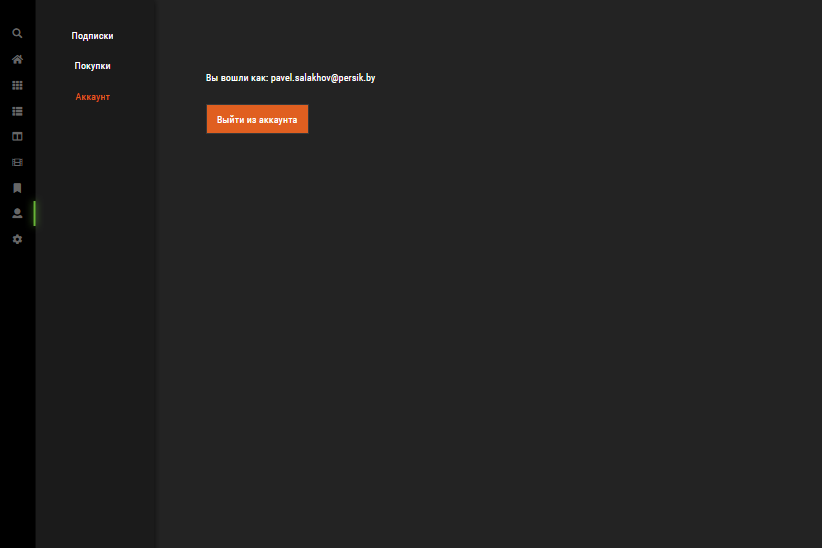 Подписки
Покупки
Аккаунт
Вы вошли как: pavel.salakhov@persik.by
Выйти из аккаунта